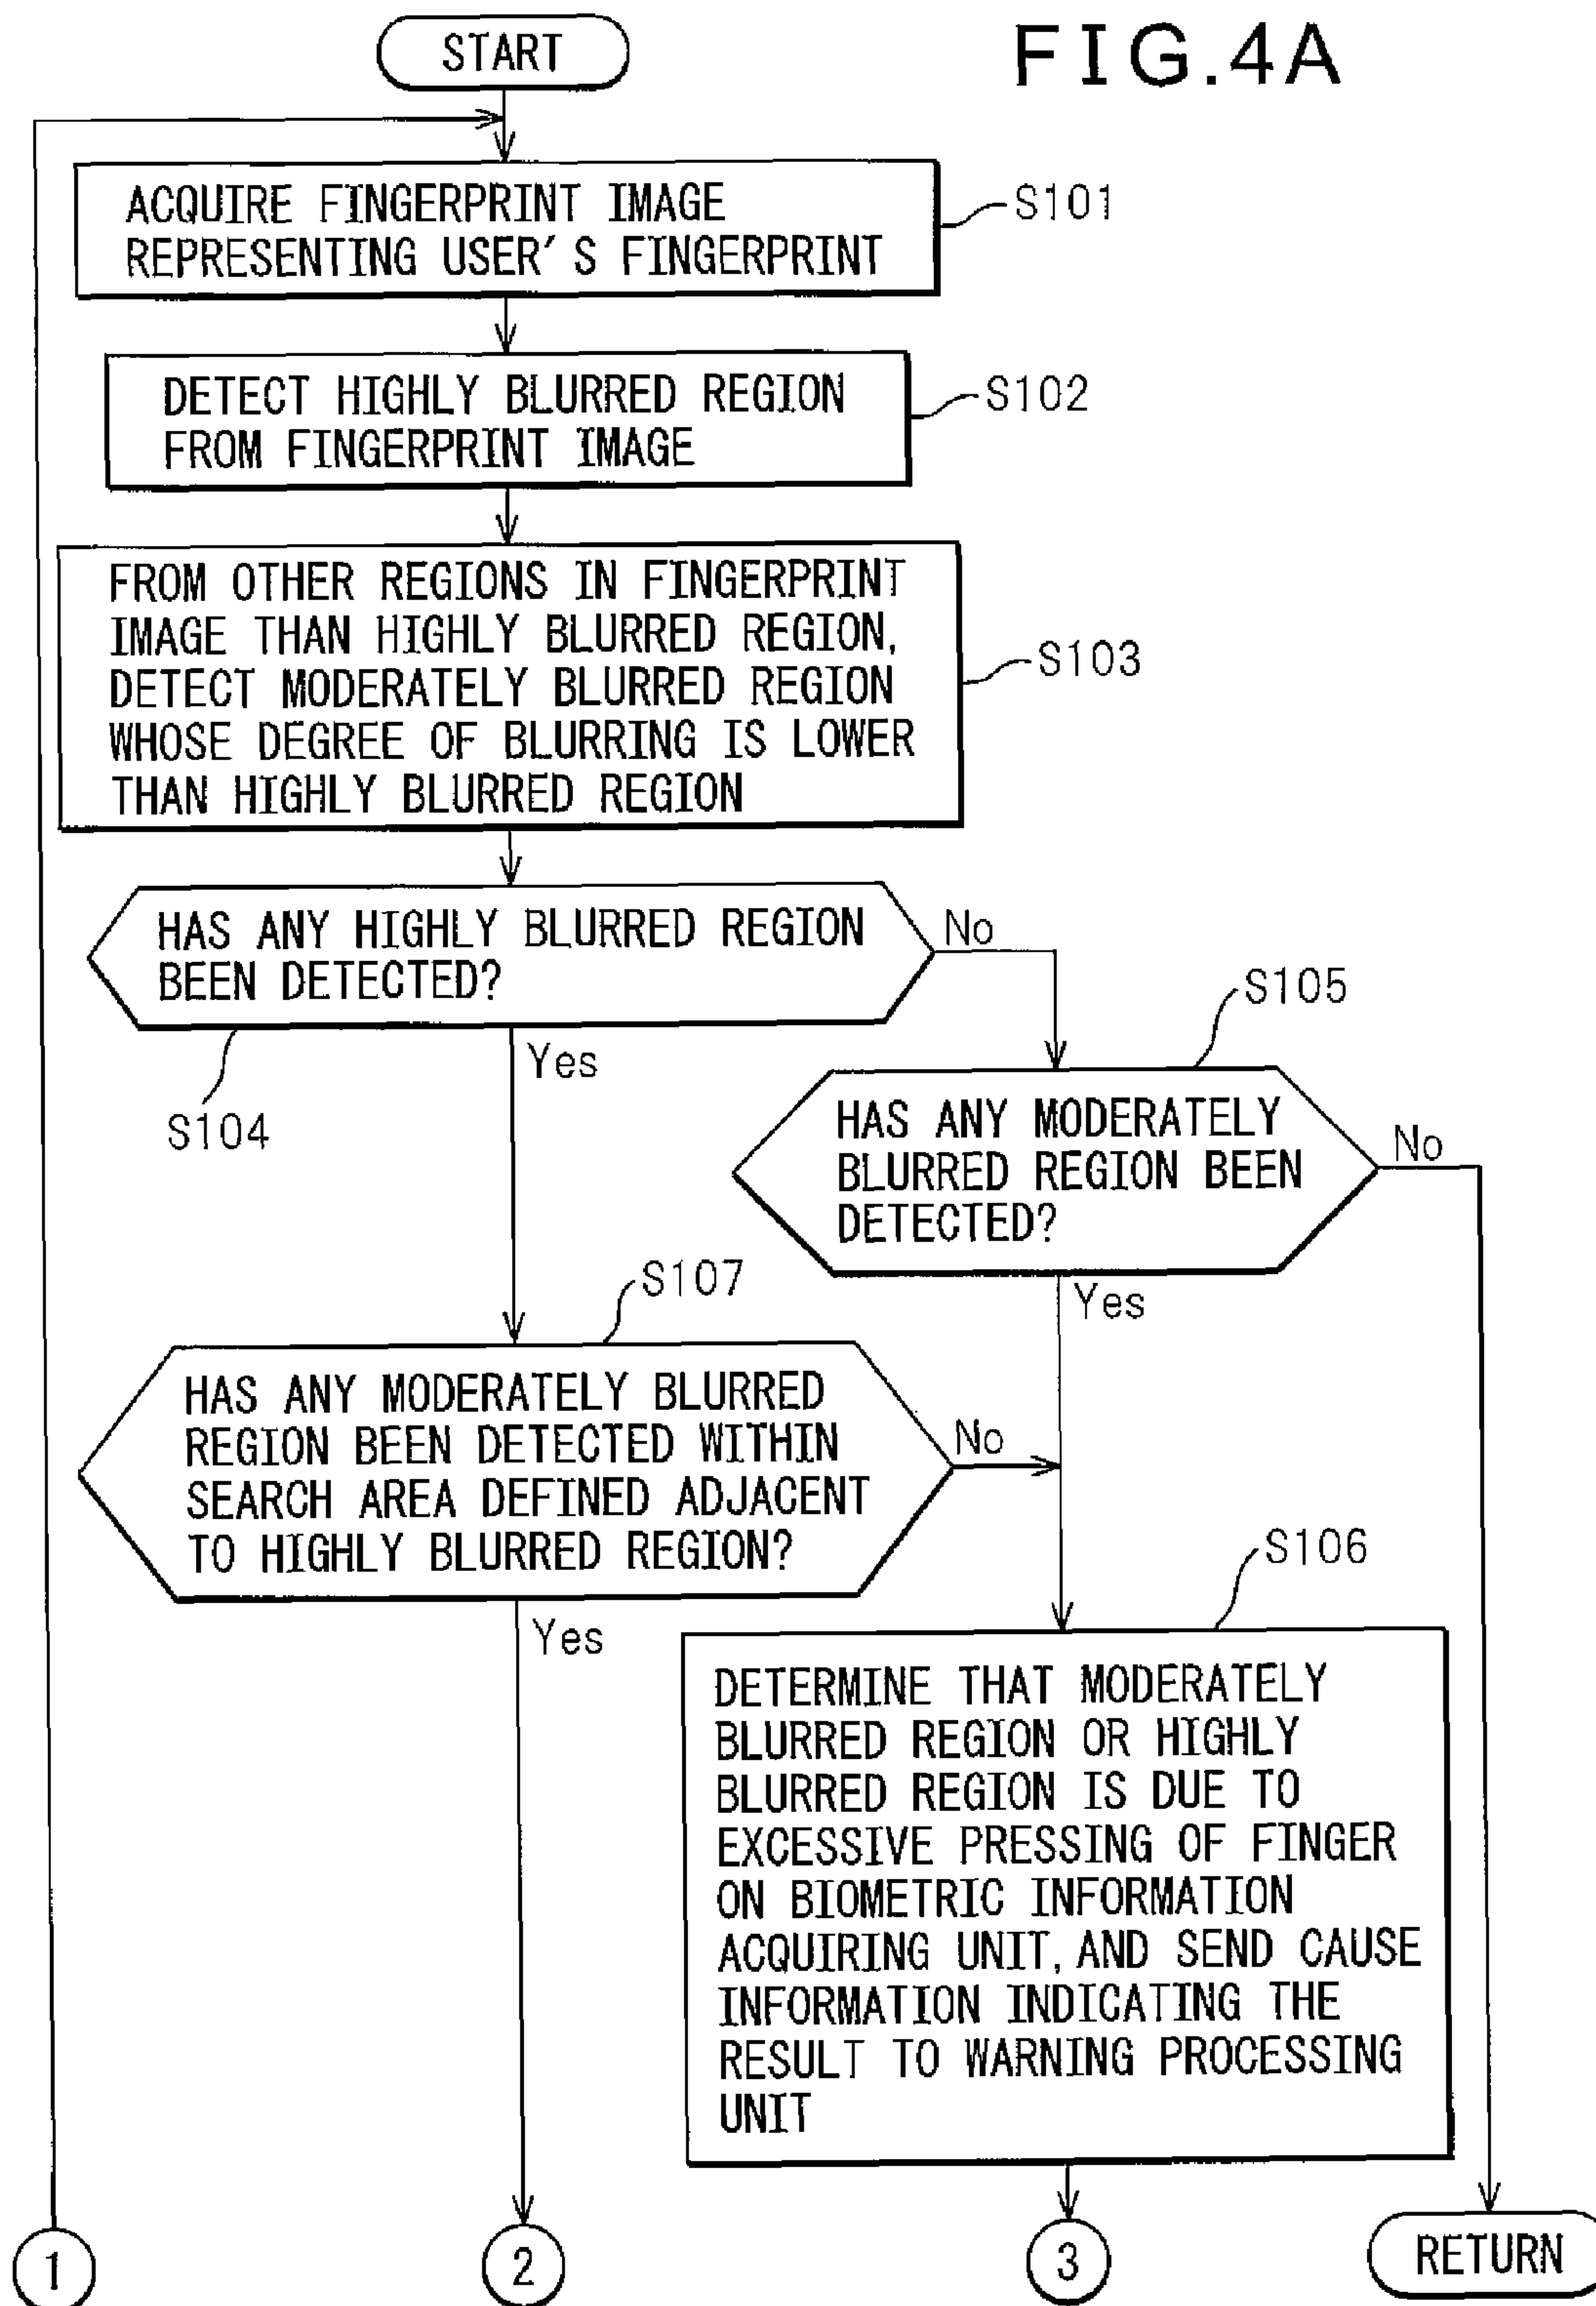 START
FIG.4A
ACQUIRE FINGERPRINT IMAGE
REPRESENTING USER'S FINGERPRINT
S101
DETECT HIGHLY BLURRED REGION
FROM FINGERPRINT IMAGE
S102
FROM OTHER REGIONS IN FINGERPRINT
IMAGE THAN HIGHLY BLURRED REGION,
DETECT MODERATELY BLURRED REGION
WHOSE DEGREE OF BLURRING IS LOWER
THAN HIGHLY BLURRED REGION
S103
HAS ANY HIGHLY BLURRED REGION
BEEN DETECTED?
No
Yes
S104
S105
HAS ANY MODERATELY
BLURRED REGION BEEN
DETECTED?
No
Yes
S107
HAS ANY MODERATELY BLURRED
REGION BEEN DETECTED WITHIN
SEARCH AREA DEFINED ADJACENT
TO HIGHLY BLURRED REGION?
No
Yes
S106
DETERMINE THAT MODERATELY
BLURRED REGION OR HIGHLY
BLURRED REGION IS DUE TO
EXCESSIVE PRESSING OF FINGER
ON BIOMETRIC INFORMATION
ACQUIRING UNIT, AND SEND CAUSE
INFORMATION INDICATING THE
RESULT TO WARNING PROCESSING
UNIT
1
2
3
RETURN